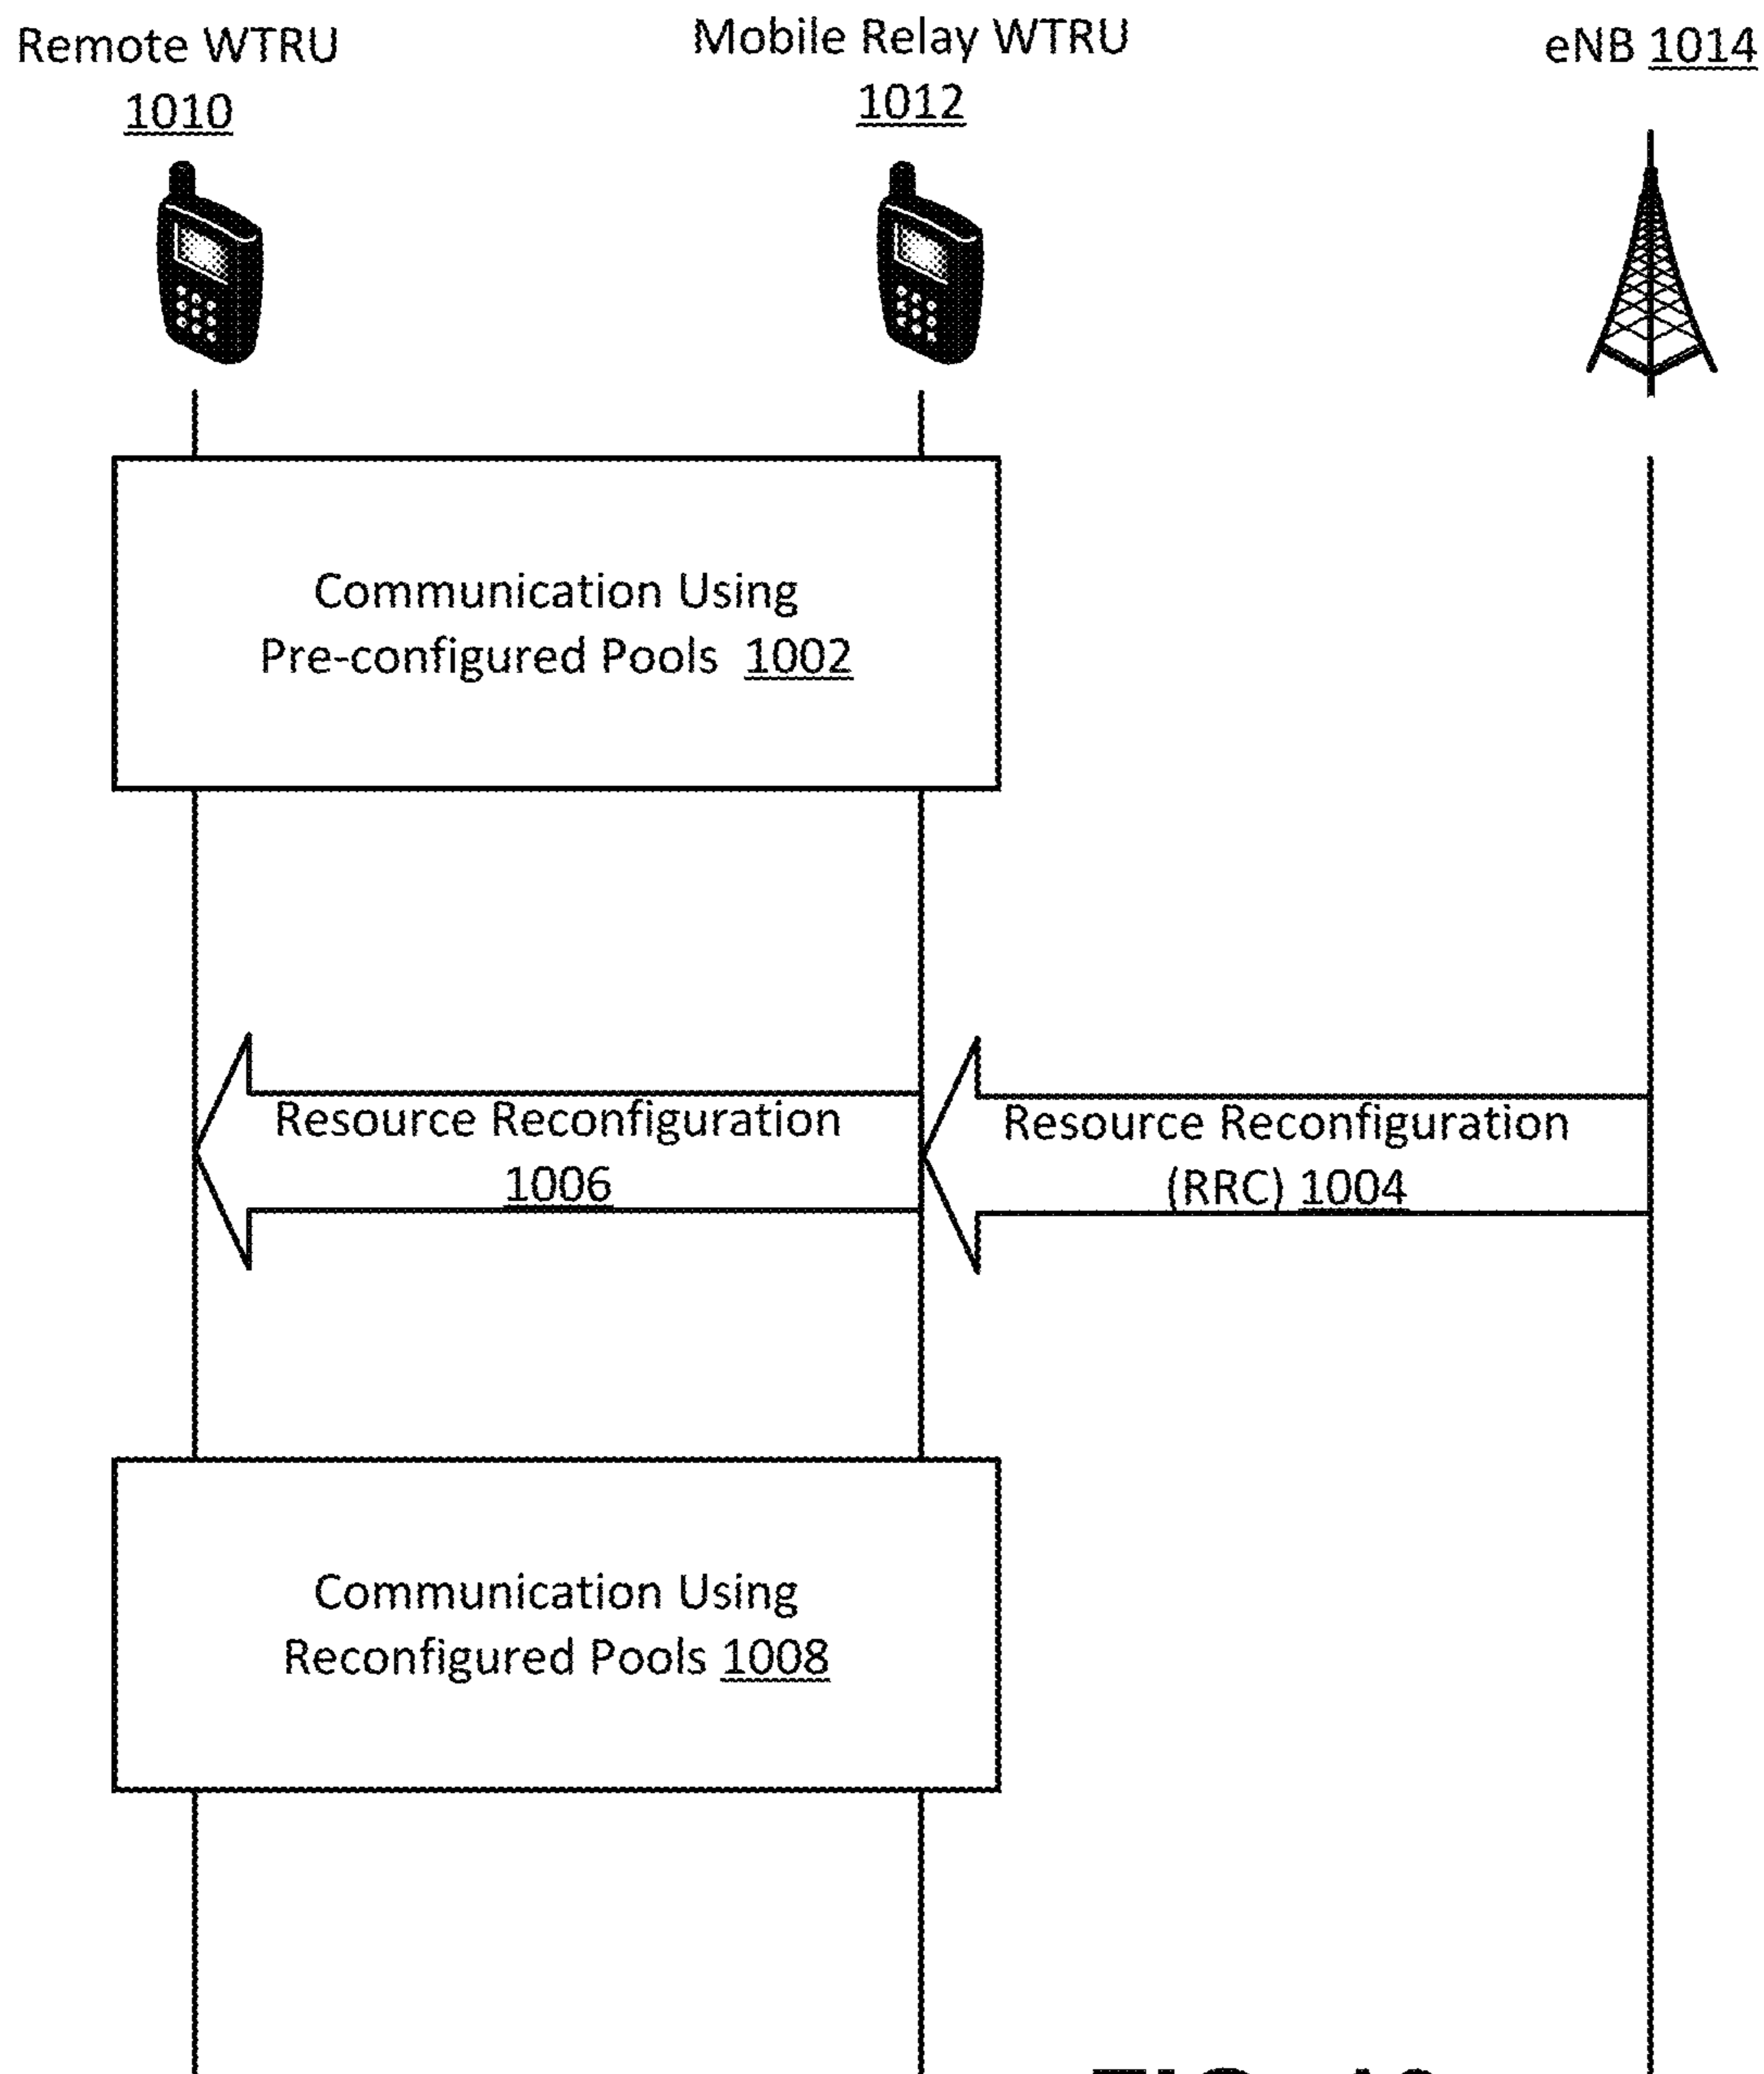 Remote WTRU
1010
Mobile Relay WTRU
1012
eNB 1014
Communication Using
Pre-configured Pools 1002
Resource Reconfiguration
1006
Resource Reconfiguration
(RRC) 1004
Communication Using
Reconfigured Pools 1008